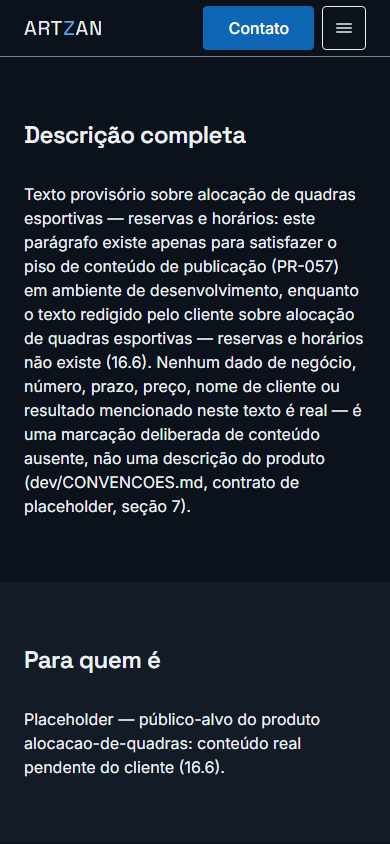 ARTZAN
Contato
Descrição completa
Texto provisório sobre alocação de quadras
esportivas — reservas e horários: este
parágrafo existe apenas para satisfazer o
piso de conteúdo de publicação (PR-057)
em ambiente de desenvolvimento, enquanto
o texto redigido pelo cliente sobre alocação
de quadras esportivas — reservas e horários
não existe (16.6). Nenhum dado de negócio,
número, prazo, preço, nome de cliente ou
resultado mencionado neste texto é real — é
uma marcação deliberada de conteúdo
ausente, não uma descrição do produto
(dev/CONVENCOES.md, contrato de
placeholder, seção 7).
Para quem é
Placeholder — público-alvo do produto
alocacao-de-quadras: conteúdo real
pendente do cliente (16.6).